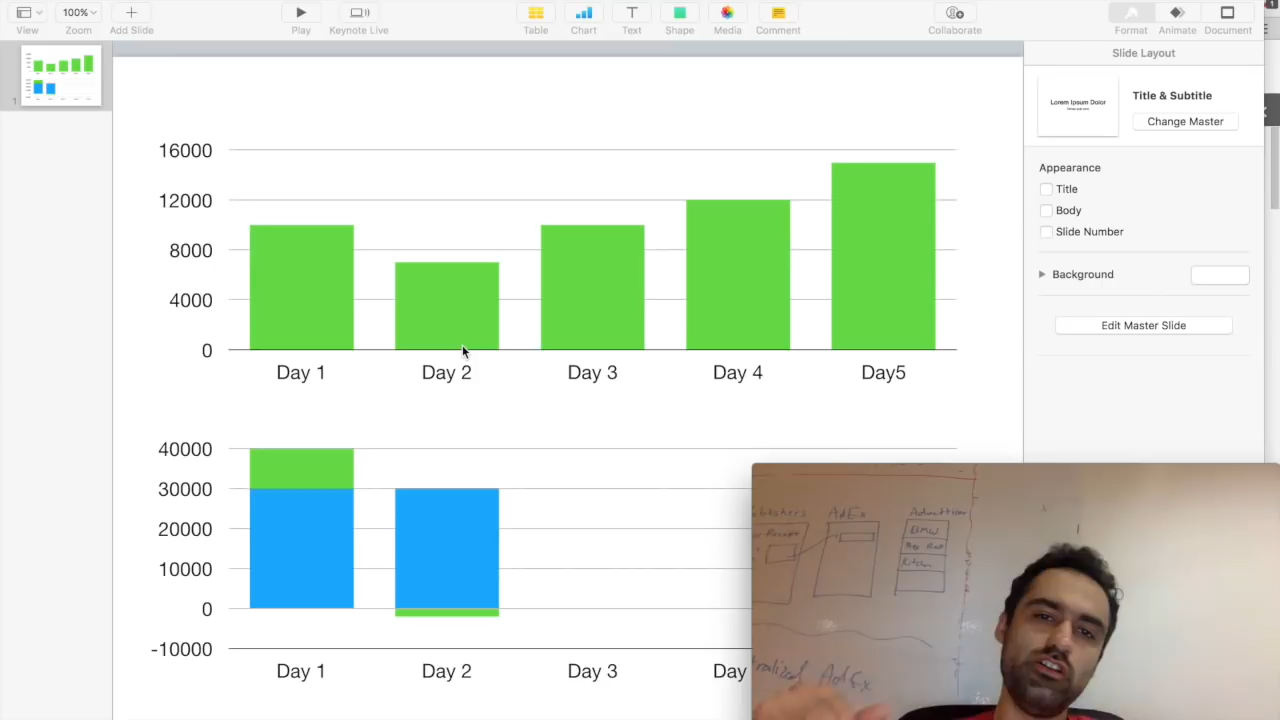 View
100%
Zoom
Add Slide
Play
Keynote Live
Table
Chart
Text
Shape
Media
Comment
Collaborate
Format
Animate
Document
Slide Layout
1
Lorem Ipsum Dolor
Title & Subtitle
Change Master
Appearance
Title
Body
Slide Number
Background
Edit Master Slide
16000
12000
8000
4000
0
Day 1
Day 2
Day 3
Day 4
Day5
40000
30000
20000
10000
0
-10000
Day 1
Day 2
Day 3
Day
AdEx
BMW
AdEx